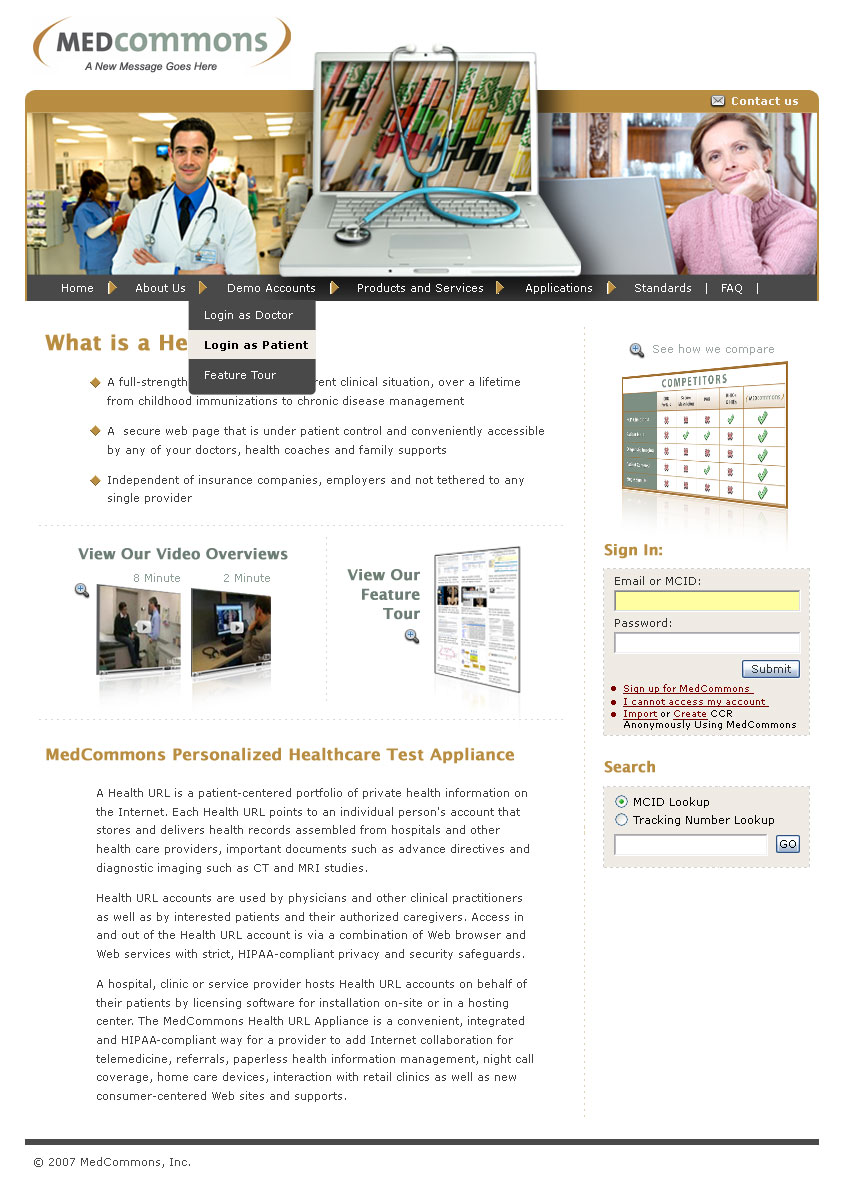 MEDcommons
A New Message Goes Here
Contact us
Home
About Us
Demo Accounts
Products and Services
Applications
Standards |
FAQ |
Login as Doctor
Login as Patient
Feature Tour
What is a He
A full-strength rent clinical situation, over a lifetime
from childhood immunizations to chronic disease management
A secure web page that is under patient control and conveniently accessible
by any of your doctors, health coaches and family supports
Independent of insurance companies, employers and not tethered to any
single provider
View Our Video Overviews
8 Minute
2 Minute
View Our
Feature
Tour
MedCommons Personalized Healthcare Test Appliance
A Health URL is a patient-centered portfolio of private health information on
the Internet. Each Health URL points to an individual person's account that
stores and delivers health records assembled from hospitals and other
health care providers, important documents such as advance directives and
diagnostic imaging such as CT and MRI studies.
Health URL accounts are used by physicians and other clinical practitioners
as well as by interested patients and their authorized caregivers. Access in
and out of the Health URL account is via a combination of Web browser and
Web services with strict, HIPAA-compliant privacy and security safeguards.
A hospital, clinic or service provider hosts Health URL accounts on behalf of
their patients by licensing software for installation on-site or in a hosting
center. The MedCommons Health URL Appliance is a convenient, integrated
and HIPAA-compliant way for a provider to add Internet collaboration for
telemedicine, referrals, paperless health information management, night call
coverage, home care devices, interaction with retail clinics as well as new
consumer-centered Web sites and supports.
See how we compare
COMPETITORS
MEDcommons
Sign In:
Email or MCID:
Password:
Submit
Sign up for MedCommons
I cannot access my account
Import or Create CCR
Anonymously Using MedCommons
Search
MCID Lookup
Tracking Number Lookup
GO
© 2007 MedCommons, Inc.